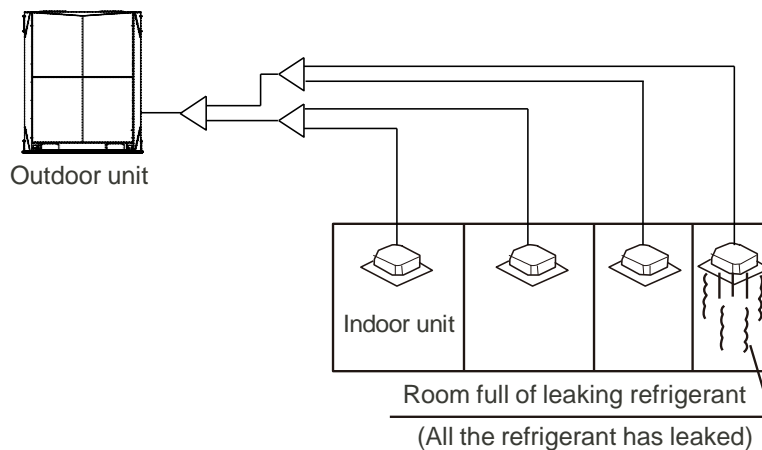 Outdoor unit
Indoor unit
Room full of leaking refrigerant
(All the refrigerant has leaked)